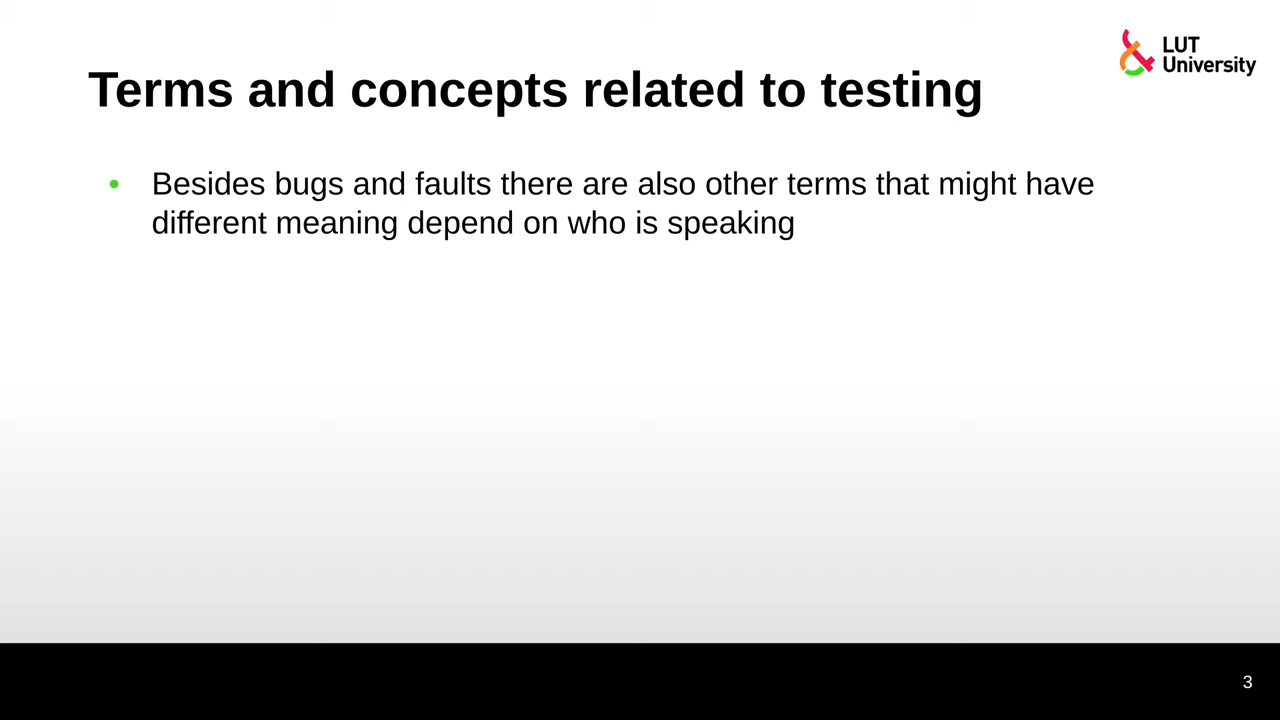 LUT
University
Terms and concepts related to testing
• Besides bugs and faults there are also other terms that might have
different meaning depend on who is speaking
3